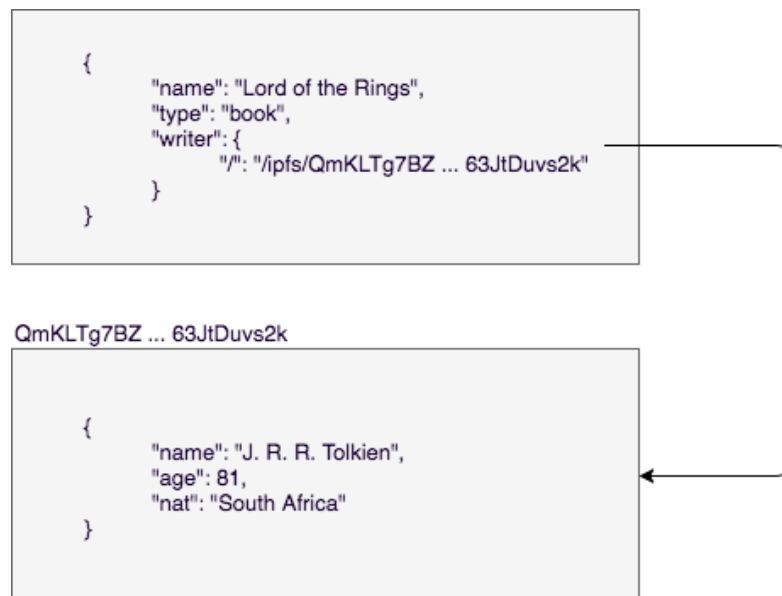 {
"name": "Lord of the Rings",
"type": "book",
"writer": {
"/": "/ipfs/QmKLTg7BZ ... 63JtDuvs2k"
}
}
QmKLTg7BZ ... 63JtDuvs2k
{
"name": "J. R. R. Tolkien",
"age": 81,
"nat": "South Africa"
}